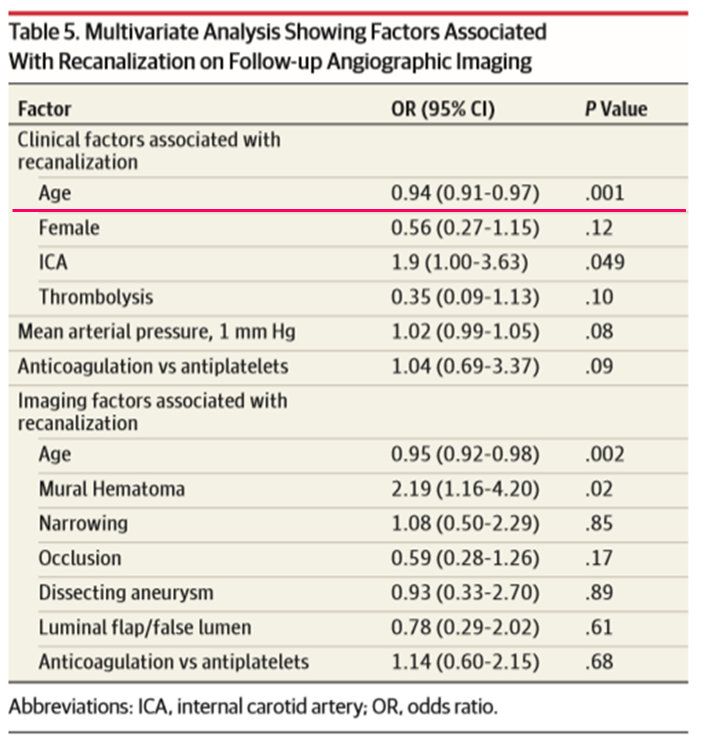 Table 5. Multivariate Analysis Showing Factors Associated
With Recanalization on Follow-up Angiographic Imaging
Factor OR (95% CI) P Value
Clinical factors associated with
recanalization
Age 0.94 (0.91-0.97) .001
Female 0.56 (0.27-1.15) .12
ICA 1.9 (1.00-3.63) .049
Thrombolysis 0.35 (0.09-1.13) .10
Mean arterial pressure, 1 mm Hg 1.02 (0.99-1.05) .08
Anticoagulation vs antiplatelets 1.04 (0.69-3.37) .09
Imaging factors associated with
recanalization
Age 0.95 (0.92-0.98) .002
Mural Hematoma 2.19 (1.16-4.20) .02
Narrowing 1.08 (0.50-2.29) .85
Occlusion 0.59 (0.28-1.26) .17
Dissecting aneurysm 0.93 (0.33-2.70) .89
Luminal flap/false lumen 0.78 (0.29-2.02) .61
Anticoagulation vs antiplatelets 1.14 (0.60-2.15) .68
Abbreviations: ICA, internal carotid artery; OR, odds ratio.